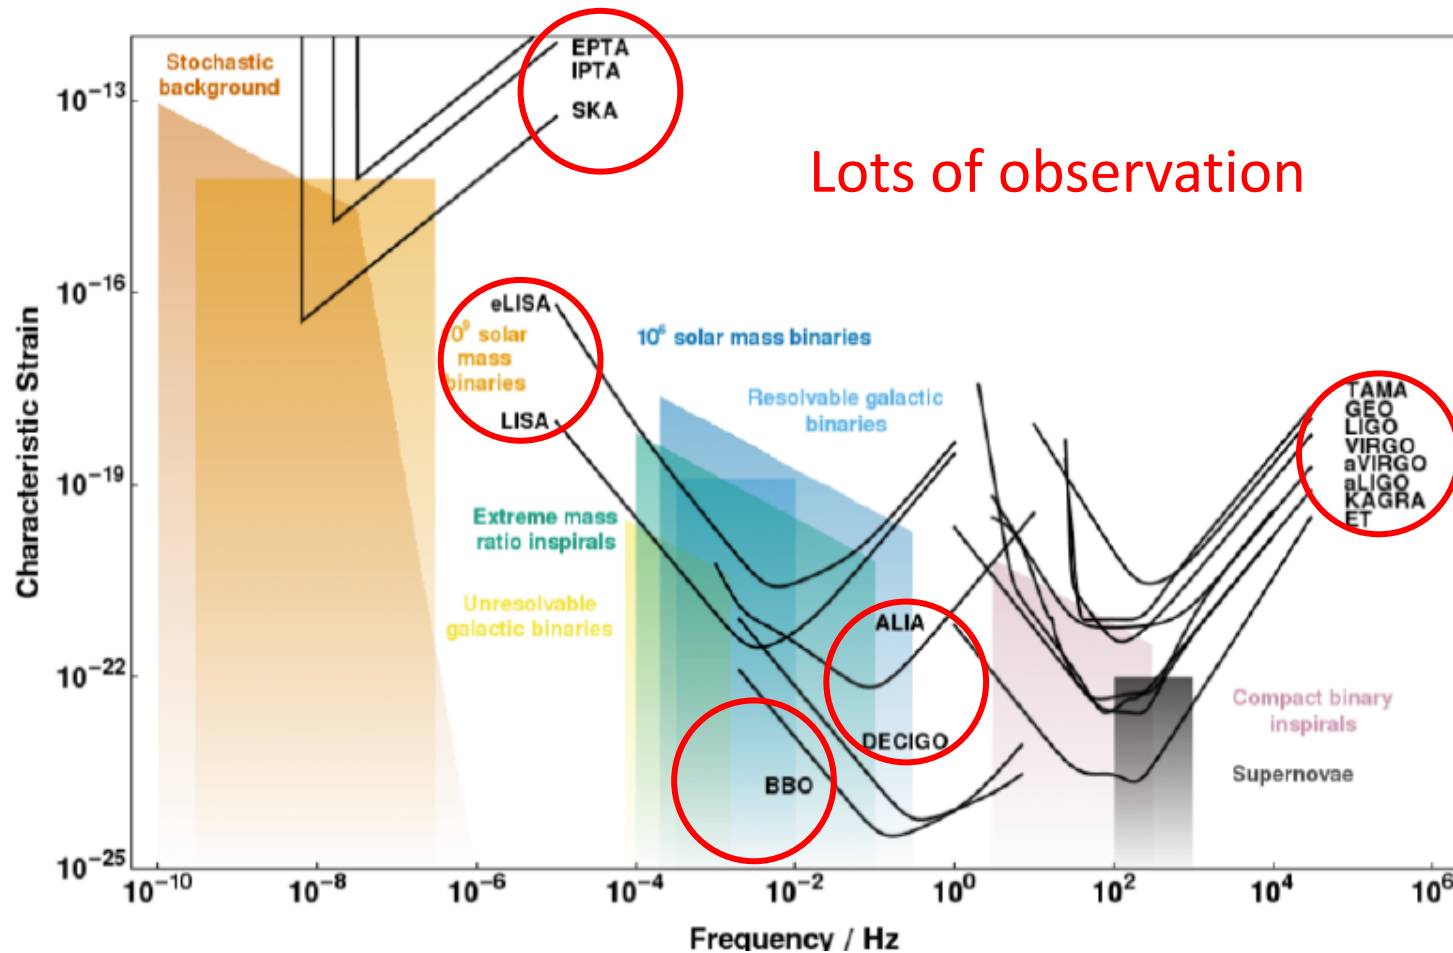 Stochastic
background
EPTA
IPTA
SKA
Lots of observation
10⁻¹³
10⁻¹⁶
10⁻¹⁹
10⁻²²
10⁻²⁵
Characteristic Strain
eLISA
0⁹ solar
mass
binaries
LISA
10⁶ solar mass binaries
Resolvable galactic
binaries
Extreme mass
ratio inspirals
Unresolvable
galactic binaries
ALIA
DECIGO
BBO
TAMA
GEO
LIGO
VIRGO
aVIRGO
aLIGO
KAGRA
ET
Compact binary
inspirals
Supernovae
10⁻¹⁰ 10⁻⁸ 10⁻⁶ 10⁻⁴ 10⁻² 10⁰ 10² 10⁴ 10⁶
Frequency / Hz